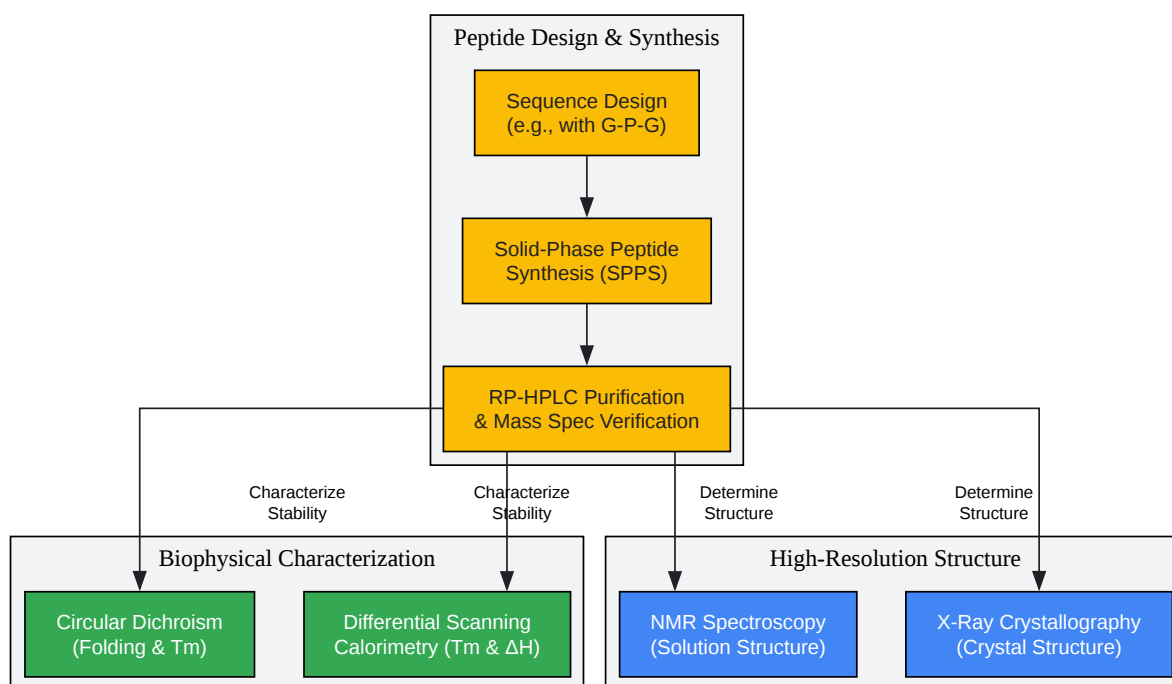 Peptide Design & Synthesis
Sequence Design
(e.g., with G-P-G)
Solid-Phase Peptide
Synthesis (SPPS)
RP-HPLC Purification
& Mass Spec Verification
Characterize
Stability
Characterize
Stability
Determine
Structure
Determine
Structure
Biophysical Characterization
Circular Dichroism
(Folding & Tm)
Differential Scanning
Calorimetry (Tm & ΔH)
High-Resolution Structure
NMR Spectroscopy
(Solution Structure)
X-Ray Crystallography
(Crystal Structure)